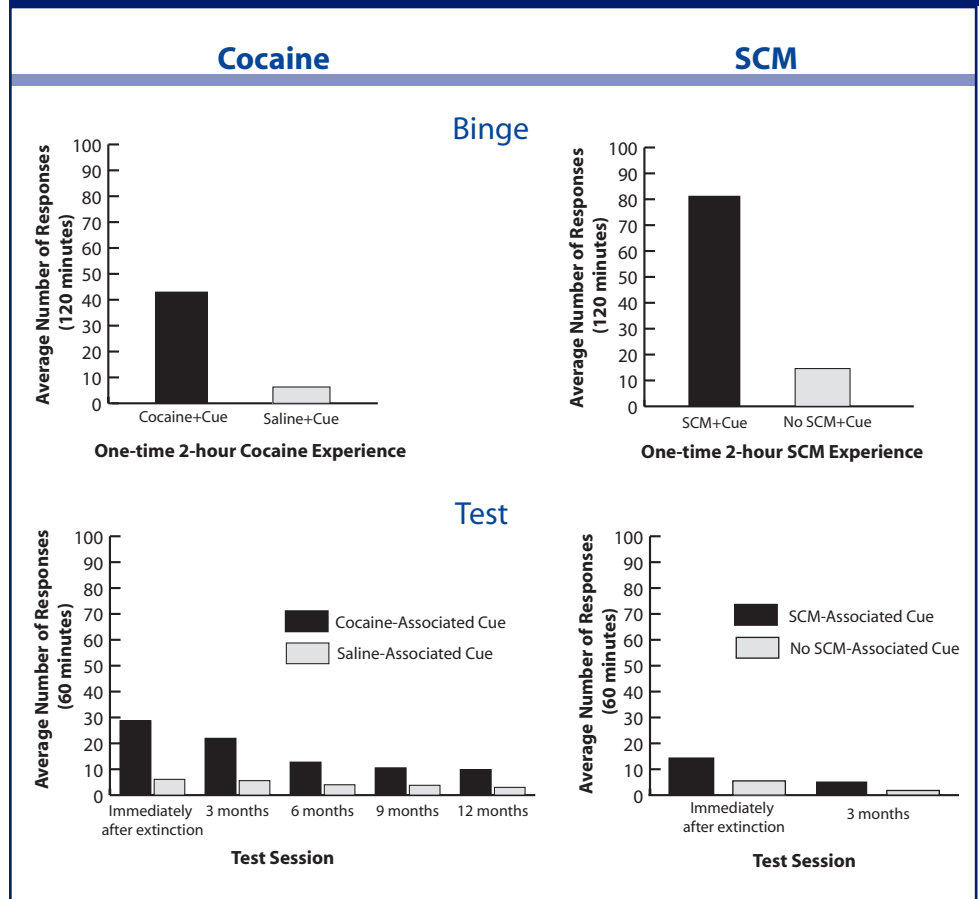 Cocaine
SCM
Binge
Average Number of Responses
(120 minutes)
100
90
80
70
60
50
40
30
20
10
0
Cocaine+Cue
Saline+Cue
One-time 2-hour Cocaine Experience
Average Number of Responses
(120 minutes)
100
90
80
70
60
50
40
30
20
10
0
SCM+Cue
No SCM+Cue
One-time 2-hour SCM Experience
Test
Average Number of Responses
(60 minutes)
100
90
80
70
60
50
40
30
20
10
0
Cocaine-Associated Cue
Saline-Associated Cue
Immediately
after extinction
3 months
6 months
9 months
12 months
Test Session
Average Number of Responses
(60 minutes)
100
90
80
70
60
50
40
30
20
10
0
SCM-Associated Cue
No SCM-Associated Cue
Immediately
after extinction
3 months
Test Session